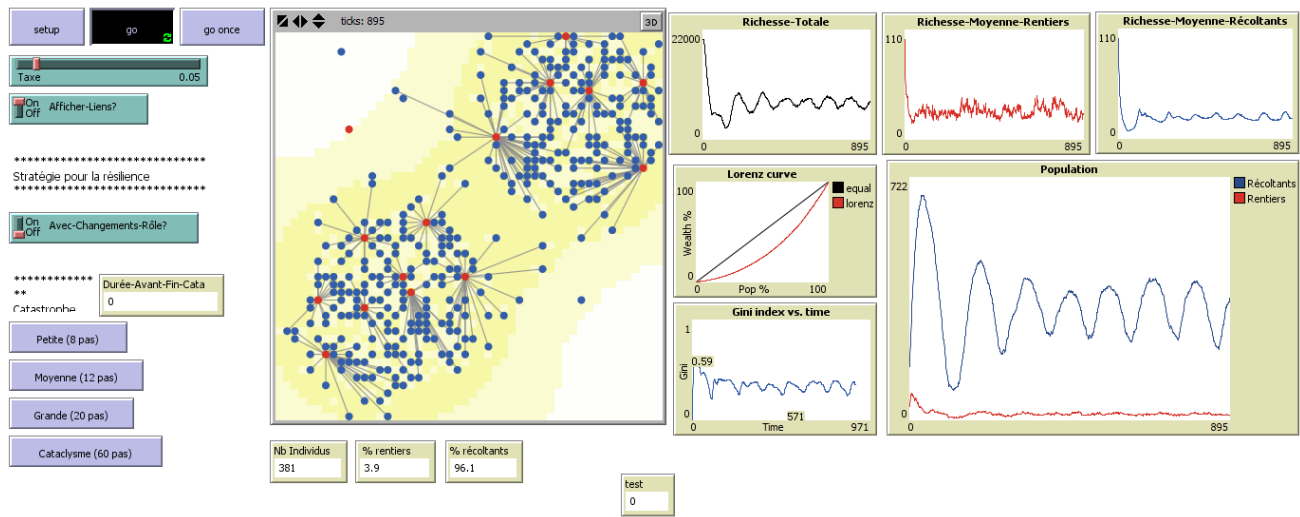 setup
go
go once
Taxe
0.05
On
Off
Afficher-Liens?
****************************
Stratégie pour la résilience
****************************
On
Off
Avec-Changements-Rôle?
************
**
Catastrophe
Durée-Avant-Fin-Cata
0
Petite (8 pas)
Moyenne (12 pas)
Grande (20 pas)
Cataclysme (60 pas)
ticks: 895
3D
Nb Individus
381
% rentiers
3.9
% récoltants
96.1
test
0
Richesse-Totale
22000
0
0
895
Richesse-Moyenne-Rentiers
110
0
0
895
Richesse-Moyenne-Récoltants
110
0
0
895
Lorenz curve
100
Wealth %
0
0
Pop %
100
equal
lorenz
Gini index vs. time
1
Gini
0.59
0
0
571
Time
971
Population
722
0
0
895
Récoltants
Rentiers